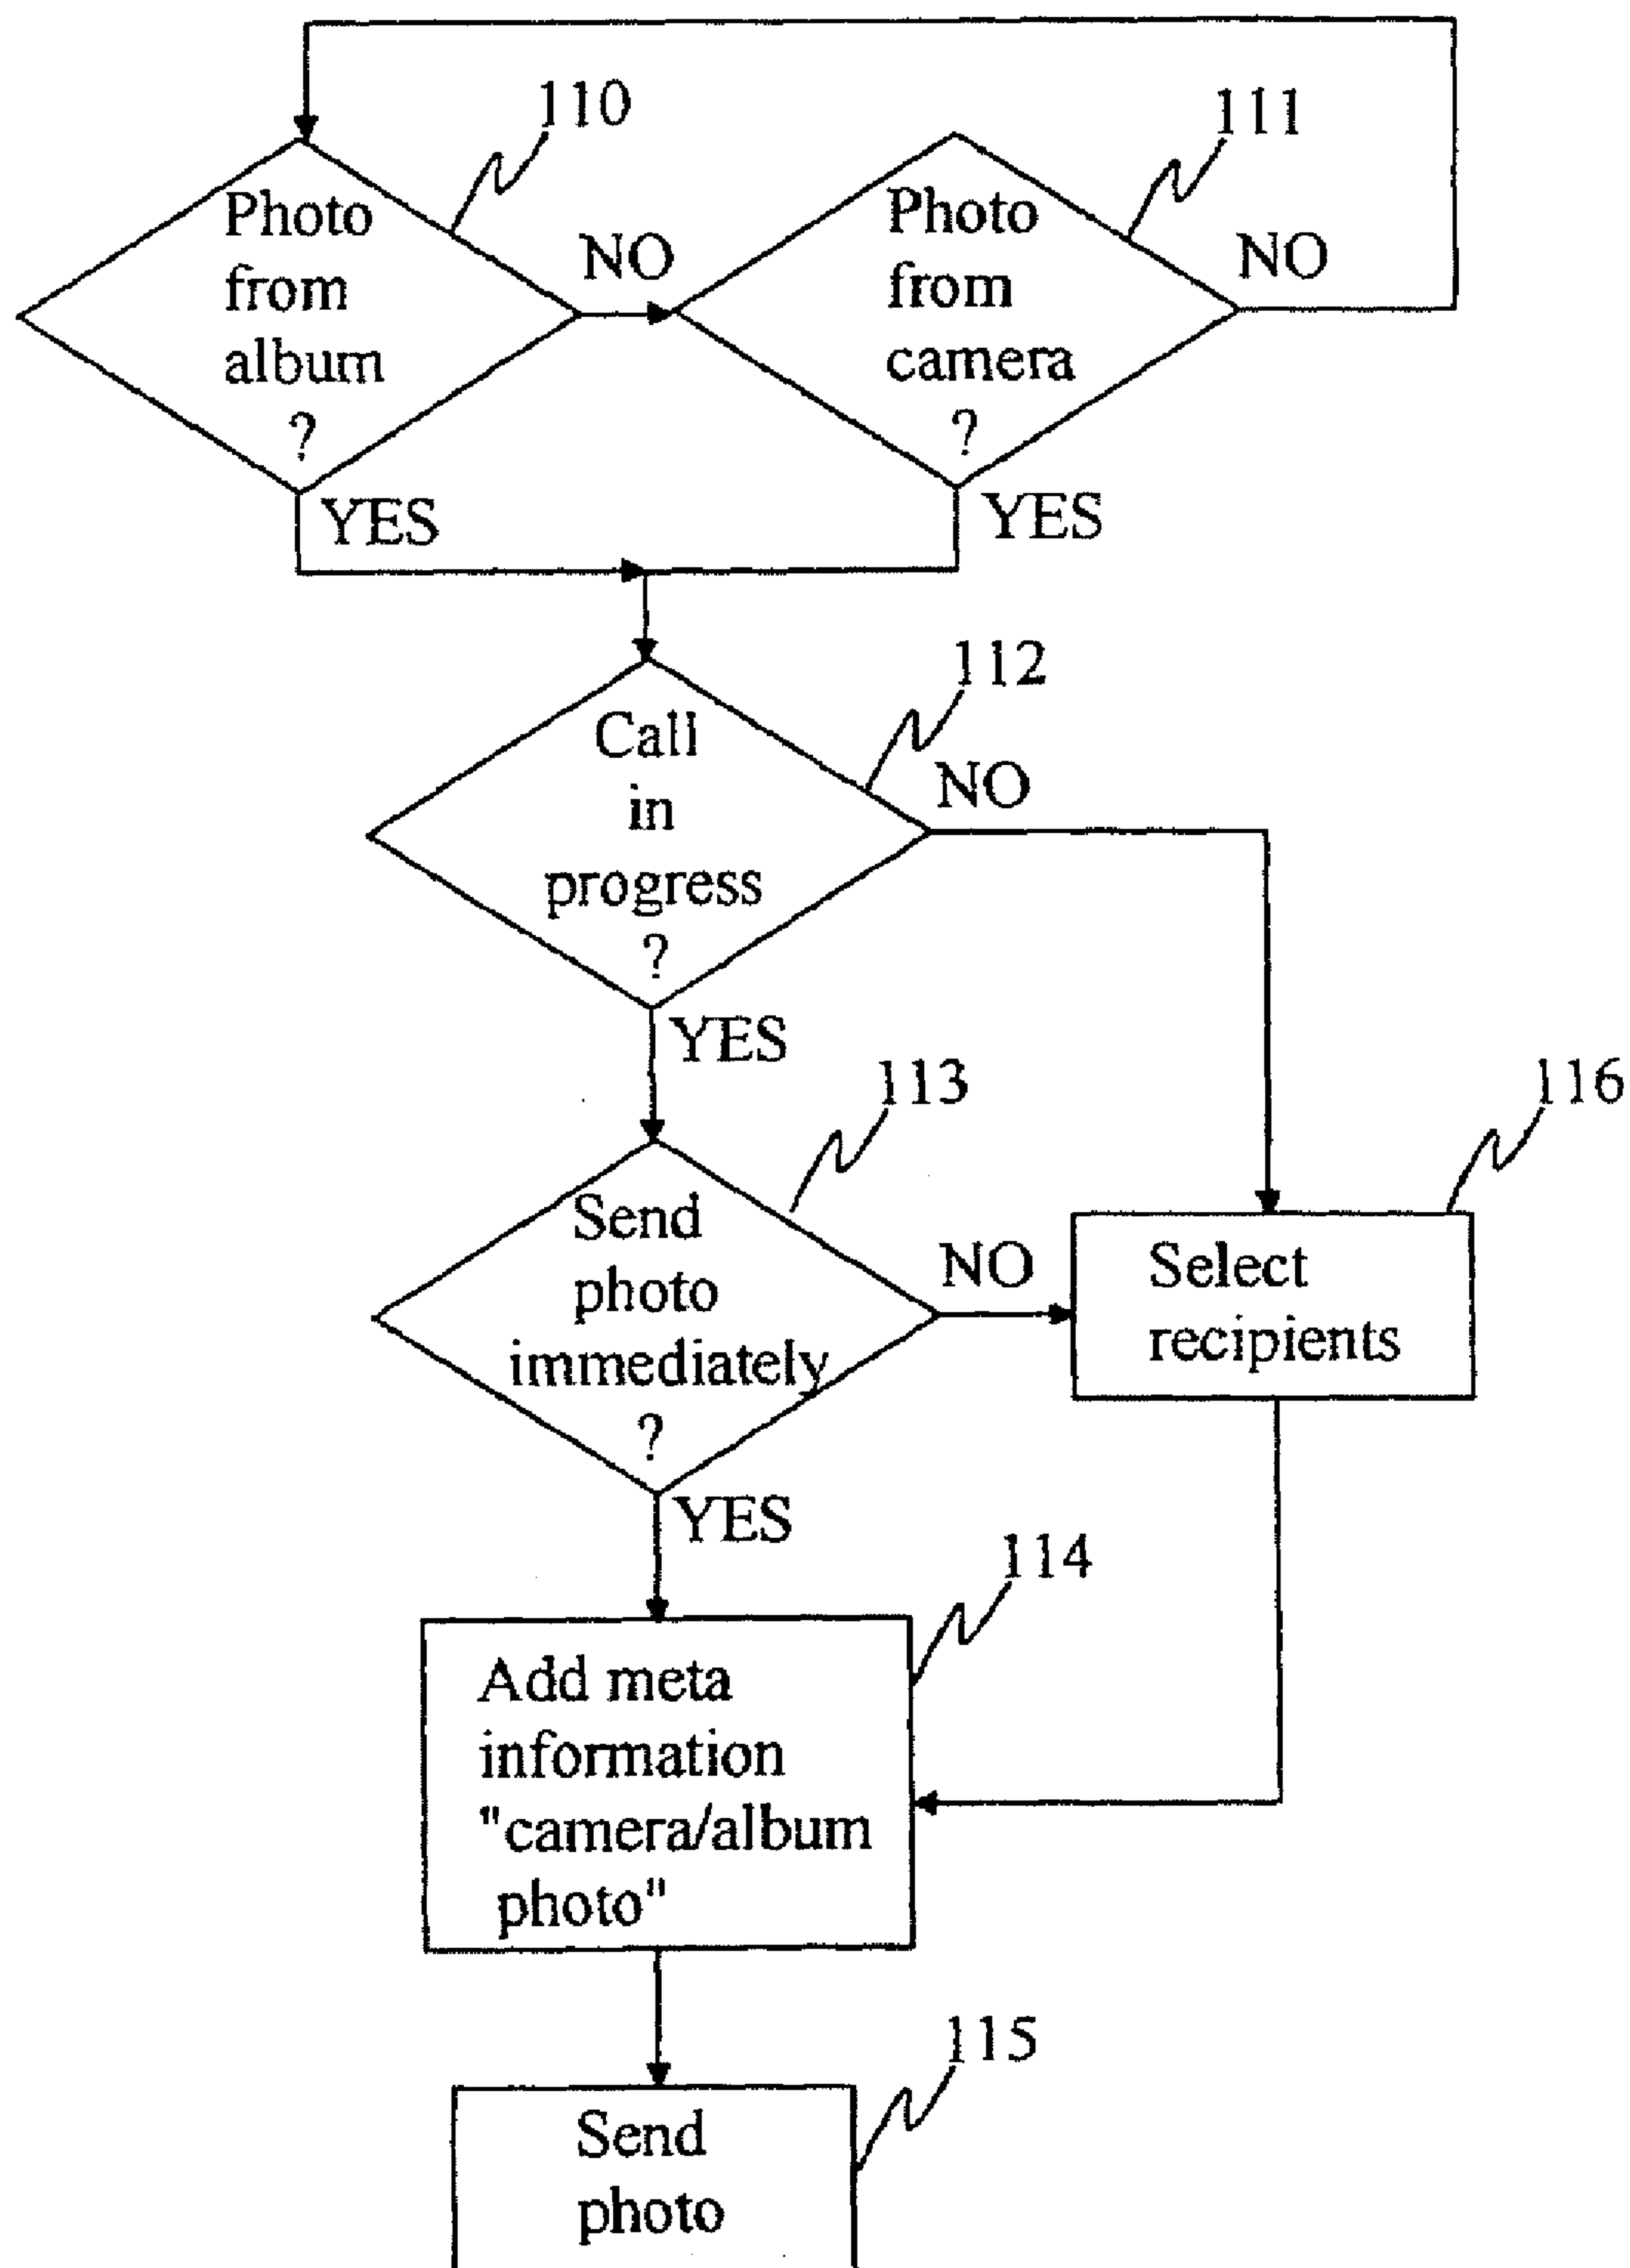 110
111
Photo
from
album
?
NO
Photo
from
camera
?
NO
YES
YES
112
Call
in
progress
?
NO
YES
113
116
Send
photo
immediately
?
NO
Select
recipients
YES
114
Add meta
information
"camera/album
photo"
115
Send
photo